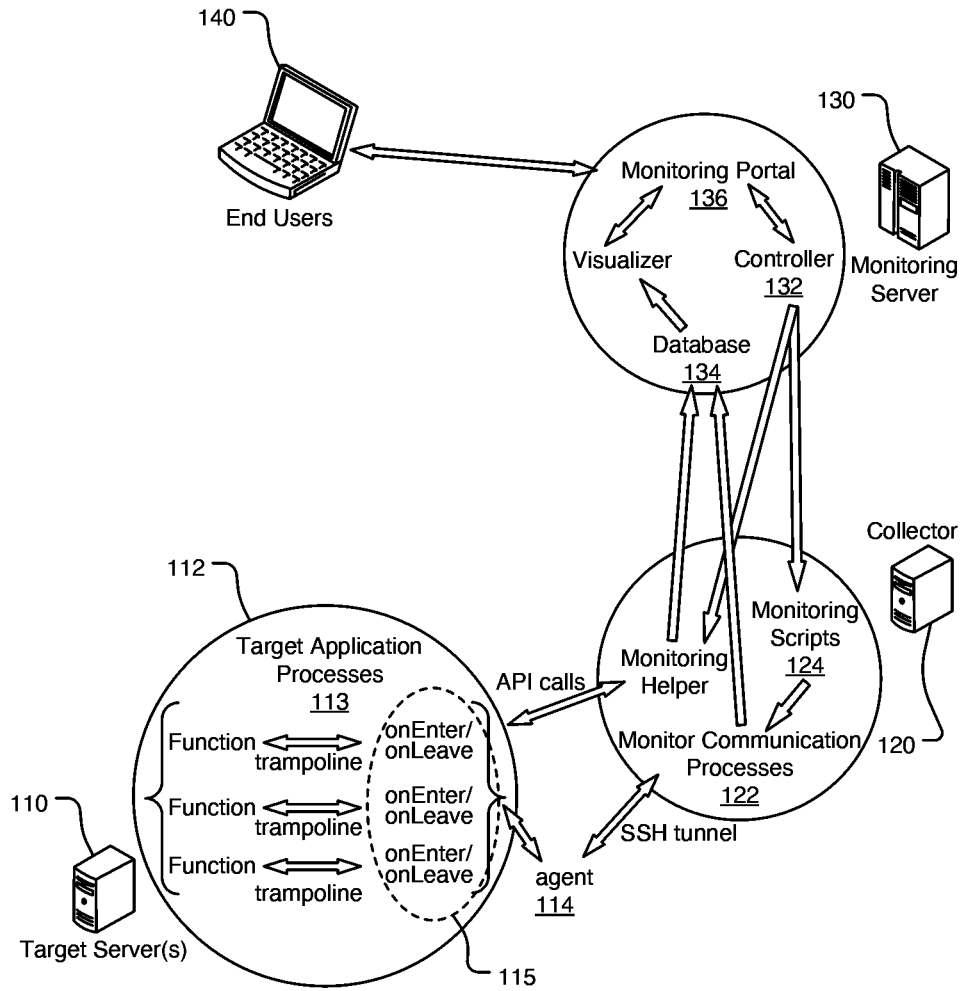 140
End Users
130
Monitoring
Server
Monitoring Portal
136
Visualizer
Controller
132
Database
134
Collector
120
Monitoring
Scripts
124
Monitoring
Helper
Monitor Communication
Processes
122
API calls
SSH tunnel
112
Target Application
Processes
113
Function
trampoline
onEnter/
onLeave
Function
trampoline
onEnter/
onLeave
Function
trampoline
onEnter/
onLeave
agent
114
115
110
Target Server(s)